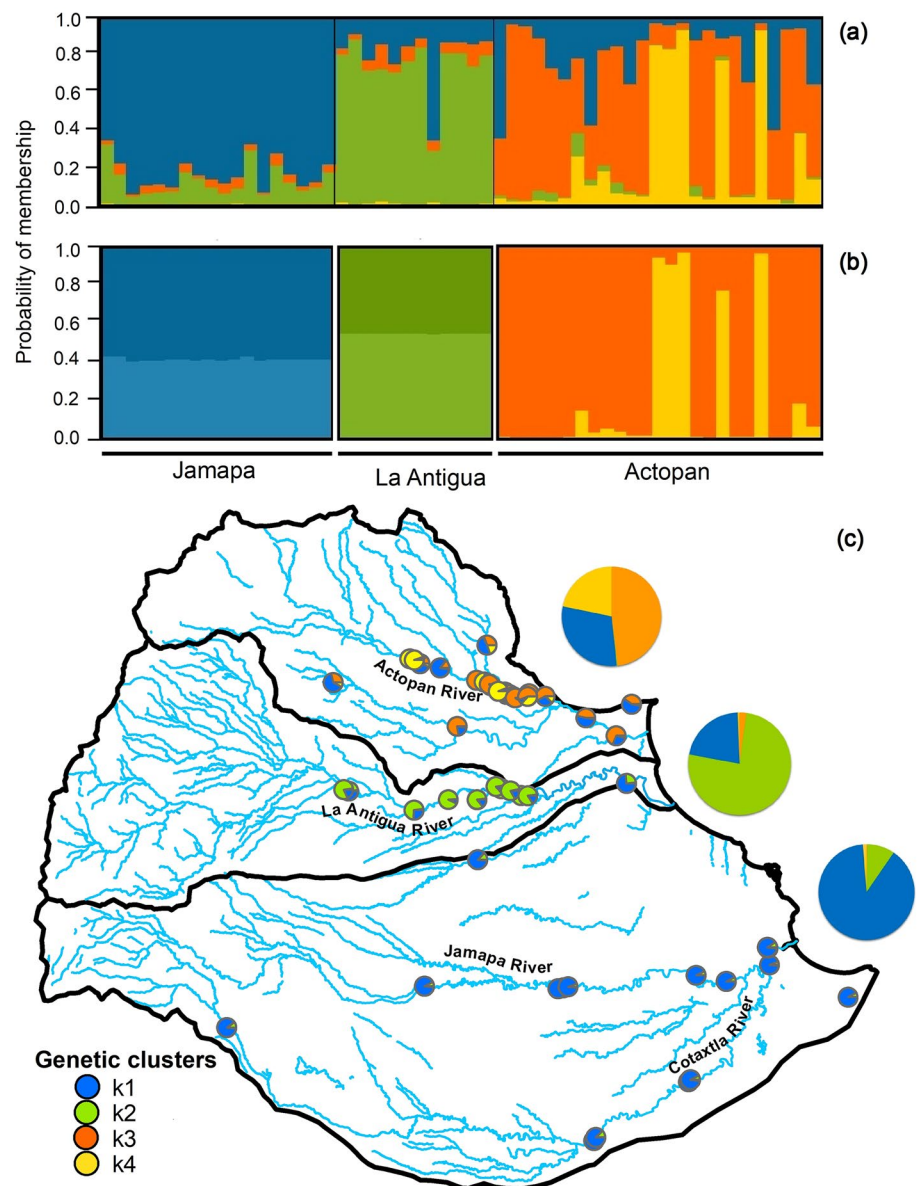 (a)
1.0
0.8
0.6
0.4
0.2
0.0
Probability of membership
(b)
1.0
0.8
0.6
0.4
0.2
0.0
Jamapa
La Antigua
Actopan
(c)
Actopan River
La Antigua River
Jamapa River
Cotaxtla River
Genetic clusters
k1
k2
k3
k4